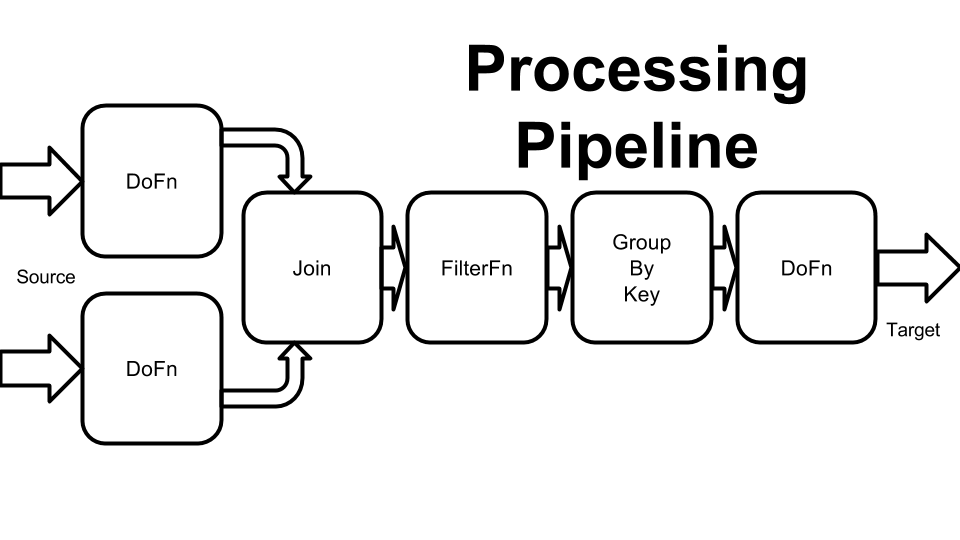 Processing
Pipeline
DoFn
Source
DoFn
Join
FilterFn
Group
By
Key
DoFn
Target